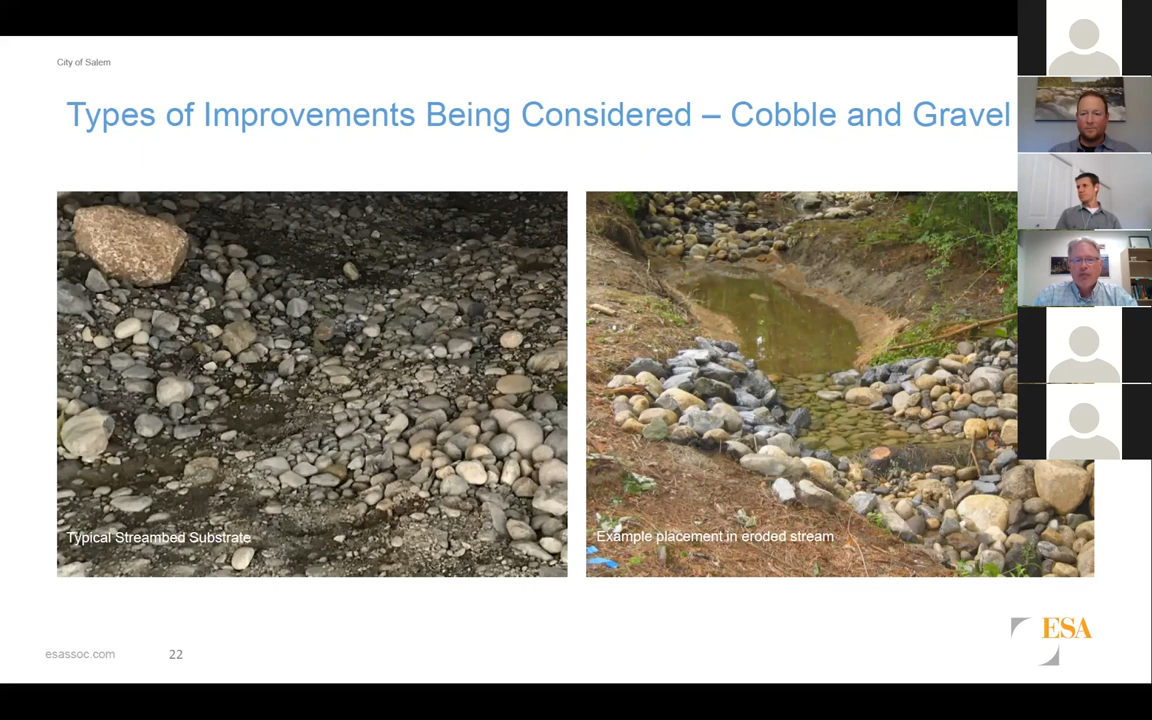 City of Salem
Types of Improvements Being Considered – Cobble and Gravel
Typical Streambed Substrate
Example placement in eroded stream
esassoc.com
22
ESA